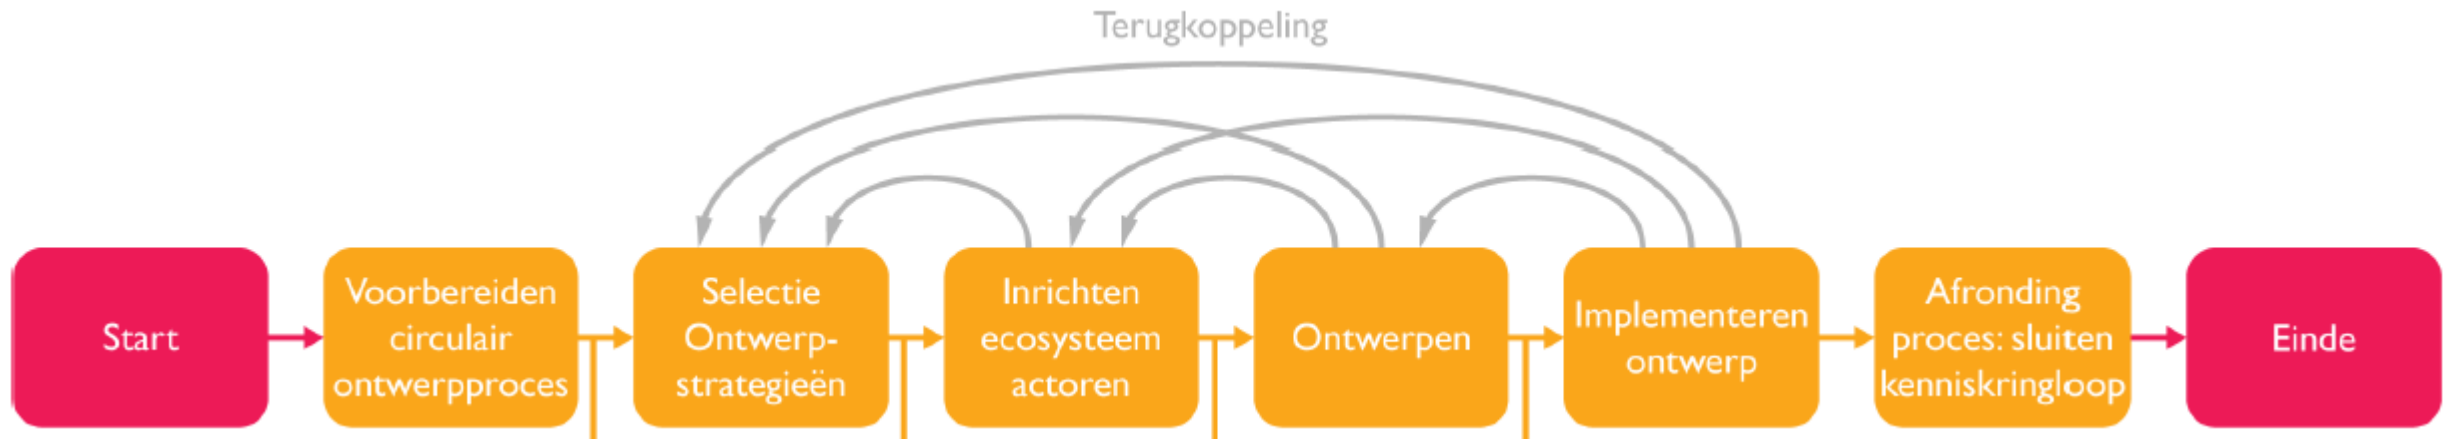 Terugkoppeling
Start
Voorbereiden
circulair
ontwerpproces
Selectie
Ontwerp-
strategieën
Inrichten
ecosysteem
actoren
Ontwerpen
Implementeren
ontwerp
Afronding
proces: sluiten
kenniskringloop
Einde